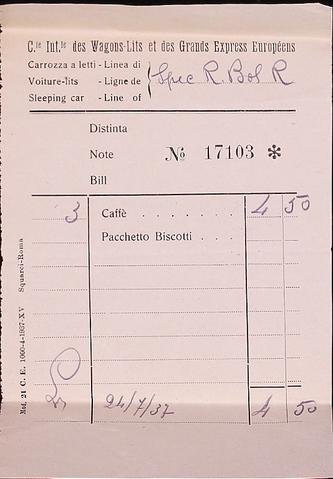 C.ie Int.le des Wagons-Lits et des Grands Express Européens
Carrozza a letti - Linea di
Voiture-lits - Ligne de
Sleeping car - Line of
Spec R. Bol R
Distinta
Note № 17103 *
Bill
3 Caffè . . . . . . . 4 50
Pacchetto Biscotti . . .
24/7/37 4 50
Mod. 21 C. E. 1000-4-1937-XV Squarci-Roma